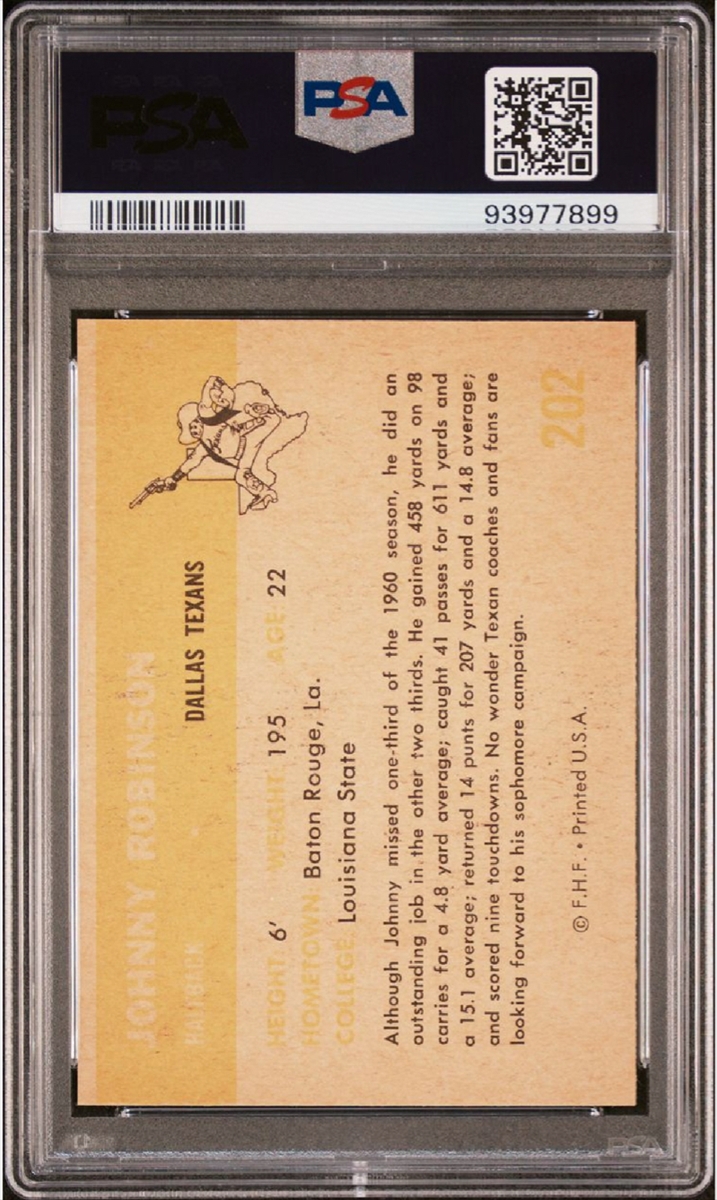 PSA
PSA
93977899
JOHNNY ROBINSON
HALFBACK
DALLAS TEXANS
HEIGHT: 6' WEIGHT: 195 AGE: 22
HOMETOWN: Baton Rouge, La.
COLLEGE: Louisiana State
Although Johnny missed one-third of the 1960 season, he did an
outstanding job in the other two thirds. He gained 458 yards on 98
carries for a 4.8 yard average; caught 41 passes for 611 yards and
a 15.1 average; returned 14 punts for 207 yards and a 14.8 average;
and scored nine touchdowns. No wonder Texan coaches and fans are
looking forward to his sophomore campaign.
202
© F.H.F. • Printed U.S.A.
PSA